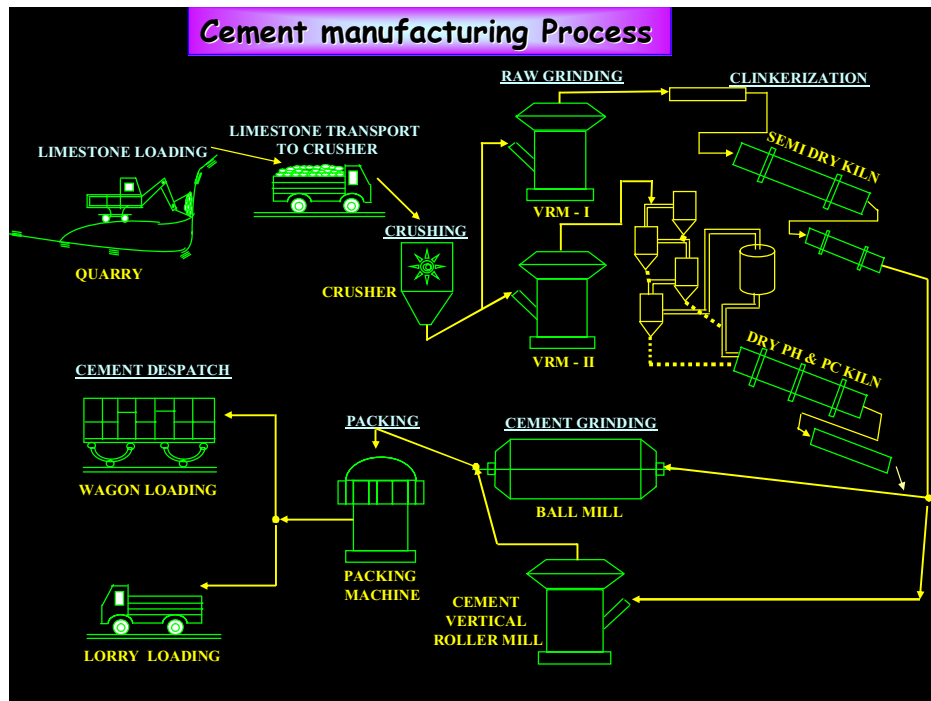 Cement manufacturing Process
RAW GRINDING
CLINKERIZATION
LIMESTONE TRANSPORT
TO CRUSHER
LIMESTONE LOADING
SEMI DRY KILN
VRM - I
CRUSHING
QUARRY
CRUSHER
VRM - II
DRY PH & PC KILN
CEMENT DESPATCH
PACKING
CEMENT GRINDING
WAGON LOADING
BALL MILL
PACKING
MACHINE
CEMENT
VERTICAL
ROLLER MILL
LORRY LOADING